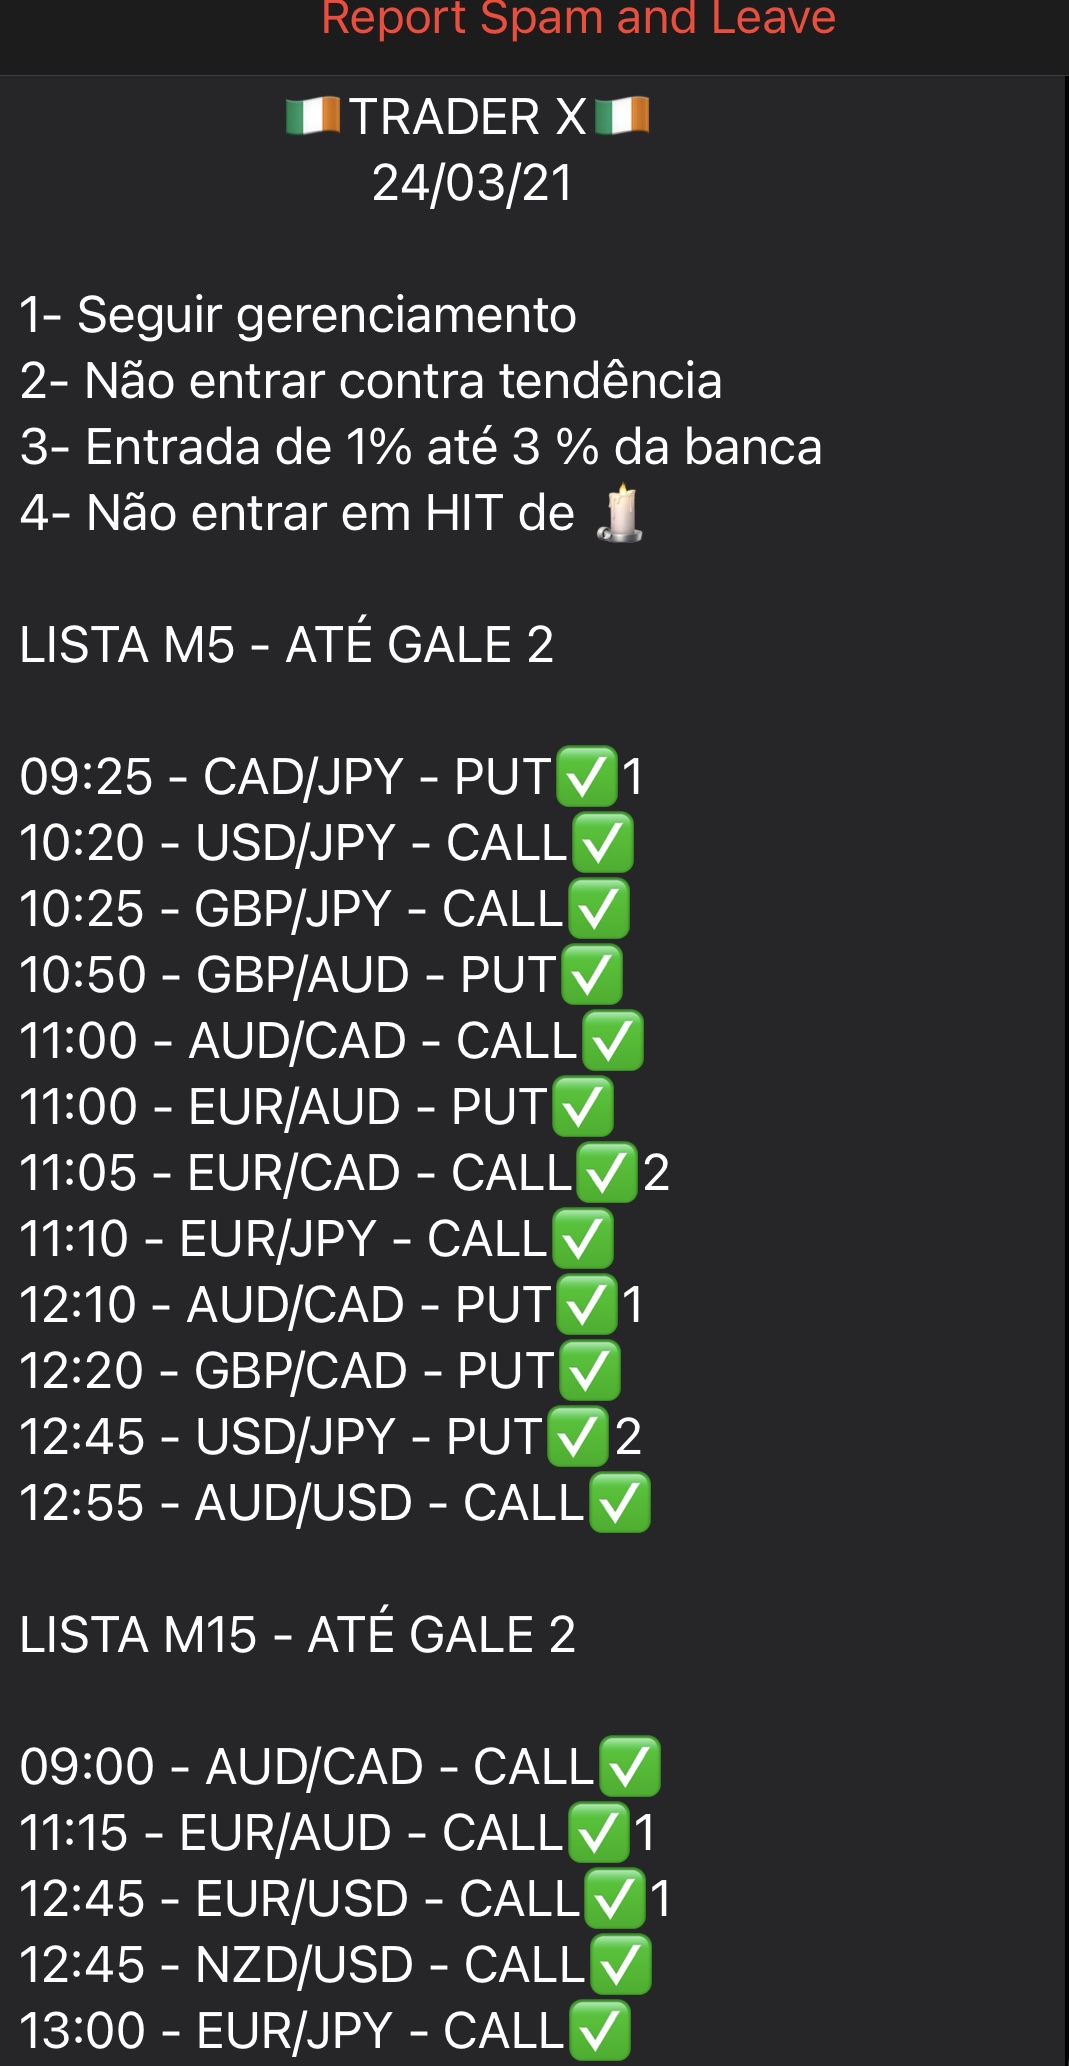 Report Spam and Leave
🇮🇪TRADER X🇮🇪
24/03/21
1- Seguir gerenciamento
2- Não entrar contra tendência
3- Entrada de 1% até 3 % da banca
4- Não entrar em HIT de 🕯
LISTA M5 - ATÉ GALE 2
09:25 - CAD/JPY - PUT✅1
10:20 - USD/JPY - CALL✅
10:25 - GBP/JPY - CALL✅
10:50 - GBP/AUD - PUT✅
11:00 - AUD/CAD - CALL✅
11:00 - EUR/AUD - PUT✅
11:05 - EUR/CAD - CALL✅2
11:10 - EUR/JPY - CALL✅
12:10 - AUD/CAD - PUT✅1
12:20 - GBP/CAD - PUT✅
12:45 - USD/JPY - PUT✅2
12:55 - AUD/USD - CALL✅
LISTA M15 - ATÉ GALE 2
09:00 - AUD/CAD - CALL✅
11:15 - EUR/AUD - CALL✅1
12:45 - EUR/USD - CALL✅1
12:45 - NZD/USD - CALL✅
13:00 - EUR/JPY - CALL✅